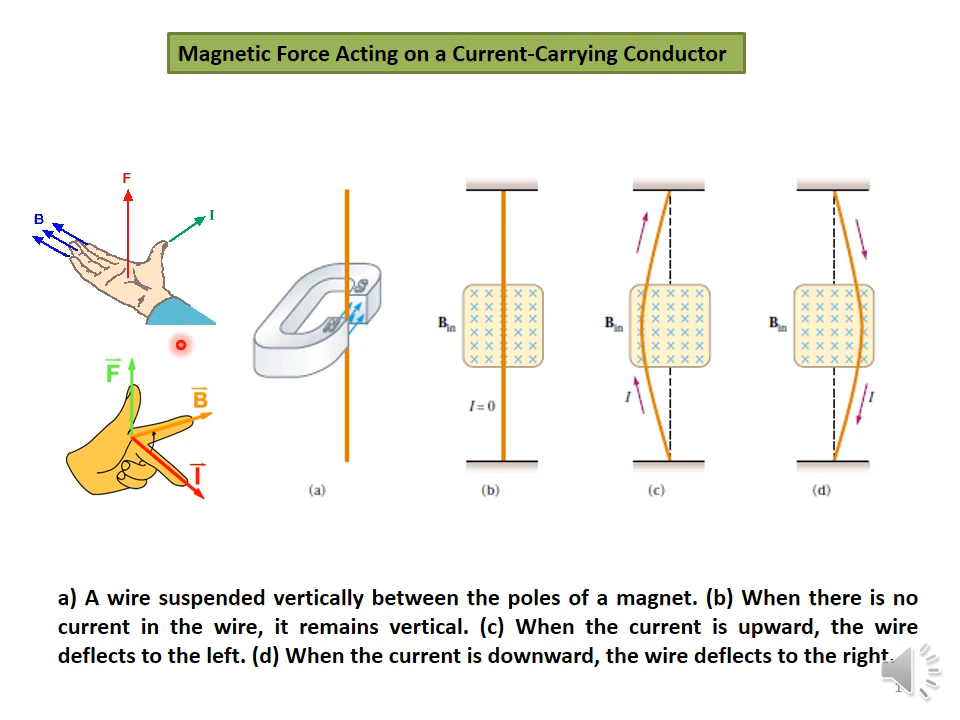 Magnetic Force Acting on a Current-Carrying Conductor
F
B
I
F
B
I
S
N
(a)
Bin
I = 0
(b)
Bin
I
(c)
Bin
I
(d)
a) A wire suspended vertically between the poles of a magnet. (b) When there is no
current in the wire, it remains vertical. (c) When the current is upward, the wire
deflects to the left. (d) When the current is downward, the wire deflects to the right.
1